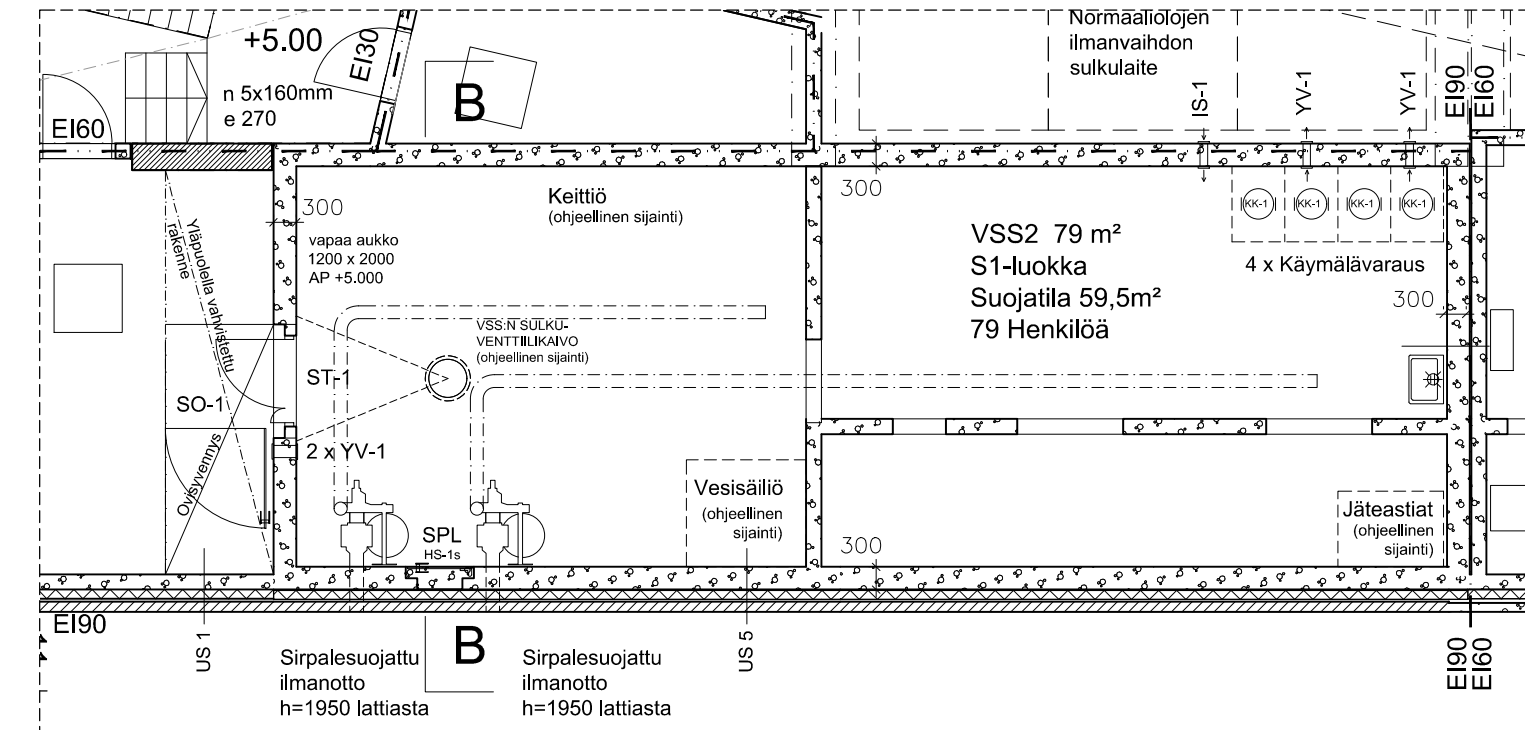 +5.00
n 5x160mm
e 270
EI60
EI30
B
Normaaliolojen
ilmanvaihdon
sulkulaite
IS-1
YV-1
YV-1
EI90
EI60
300
vapaa aukko
1200 x 2000
AP +5.000
Keittiö
(ohjeellinen sijainti)
300
VSS2 79 m²
S1-luokka
Suojatila 59,5m²
79 Henkilöä
KK-1
KK-1
KK-1
KK-1
4 x Käymälävaraus
300
Yläpuolella vahvistettu
rakenne
VSS:N SULKU-
VENTTIILIKAIVO
(ohjeellinen sijainti)
ST-1
SO-1
2 x YV-1
Ovisyvennys
SPL
HS-1s
Vesisäiliö
(ohjeellinen
sijainti)
300
Jäteastiat
(ohjeellinen
sijainti)
EI90
US 1
Sirpalesuojattu
ilmanotto
h=1950 lattiasta
B
Sirpalesuojattu
ilmanotto
h=1950 lattiasta
US 5
EI90
EI60